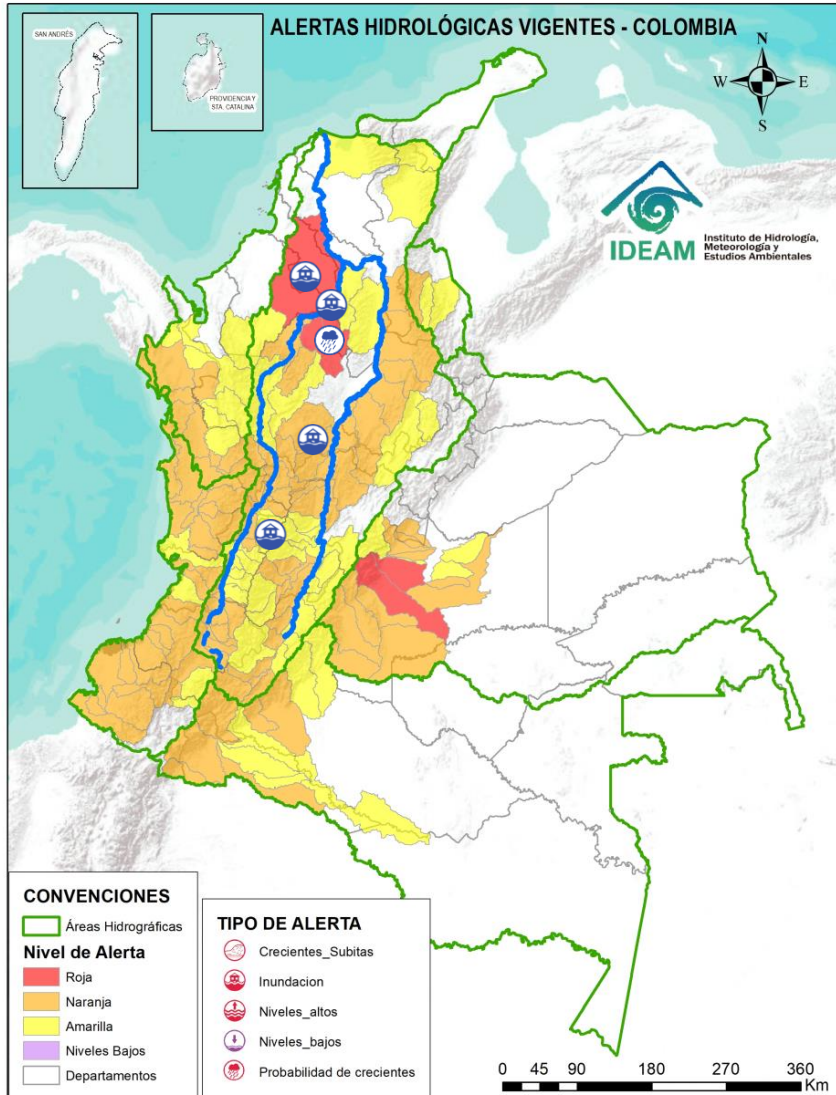 ALERTAS HIDROLÓGICAS VIGENTES - COLOMBIA
SAN ANDRÉS
PROVIDENCIA Y
STA. CATALINA
N
W
E
S
IDEAM
Instituto de Hidrología,
Meteorología y
Estudios Ambientales
CONVENCIONES
Áreas Hidrográficas
Nivel de Alerta
Roja
Naranja
Amarilla
Niveles Bajos
Departamentos
TIPO DE ALERTA
Crecientes_Subitas
Inundacion
Niveles_altos
Niveles_bajos
Probabilidad de crecientes
0 45 90 180 270 360
Km